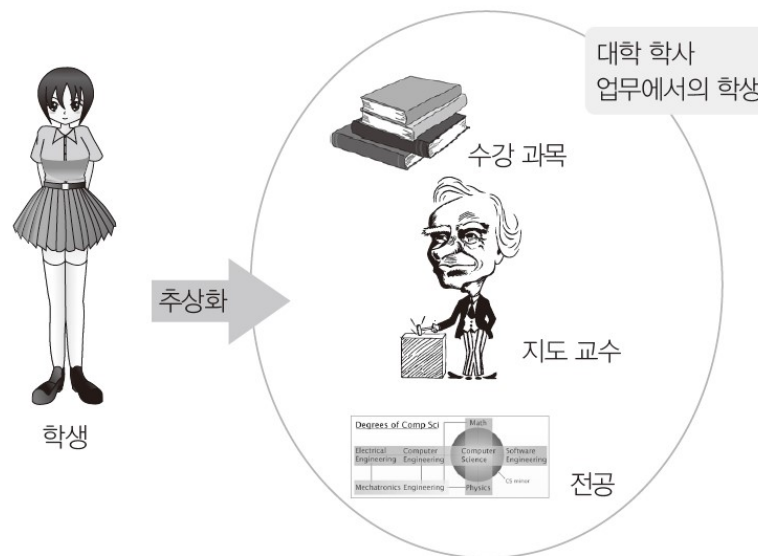 대학 학사
업무에서의 학생
수강 과목
추상화
지도 교수
학생
Degrees of Comp Sci
Math
Electrical Engineering
Computer Engineering
Computer Science
Software Engineering
CS minor
Mechatronics Engineering
Physics
전공